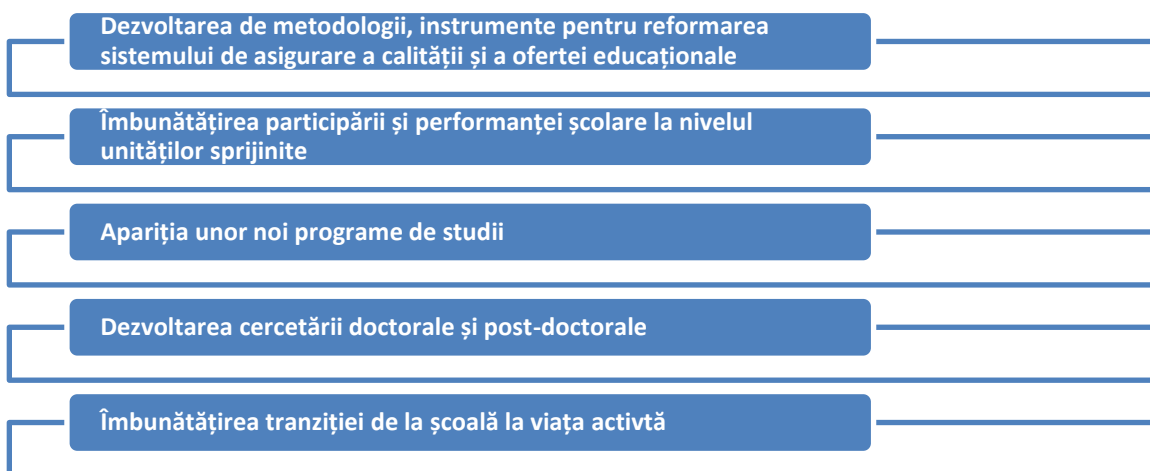 Dezvoltarea de metodologii, instrumente pentru reformarea
sistemului de asigurare a calității și a ofertei educaționale
Îmbunătățirea participării și performanței școlare la nivelul
unităților sprijinite
Apariția unor noi programe de studii
Dezvoltarea cercetării doctorale și post-doctorale
Îmbunătățirea tranziției de la școală la viața activtă